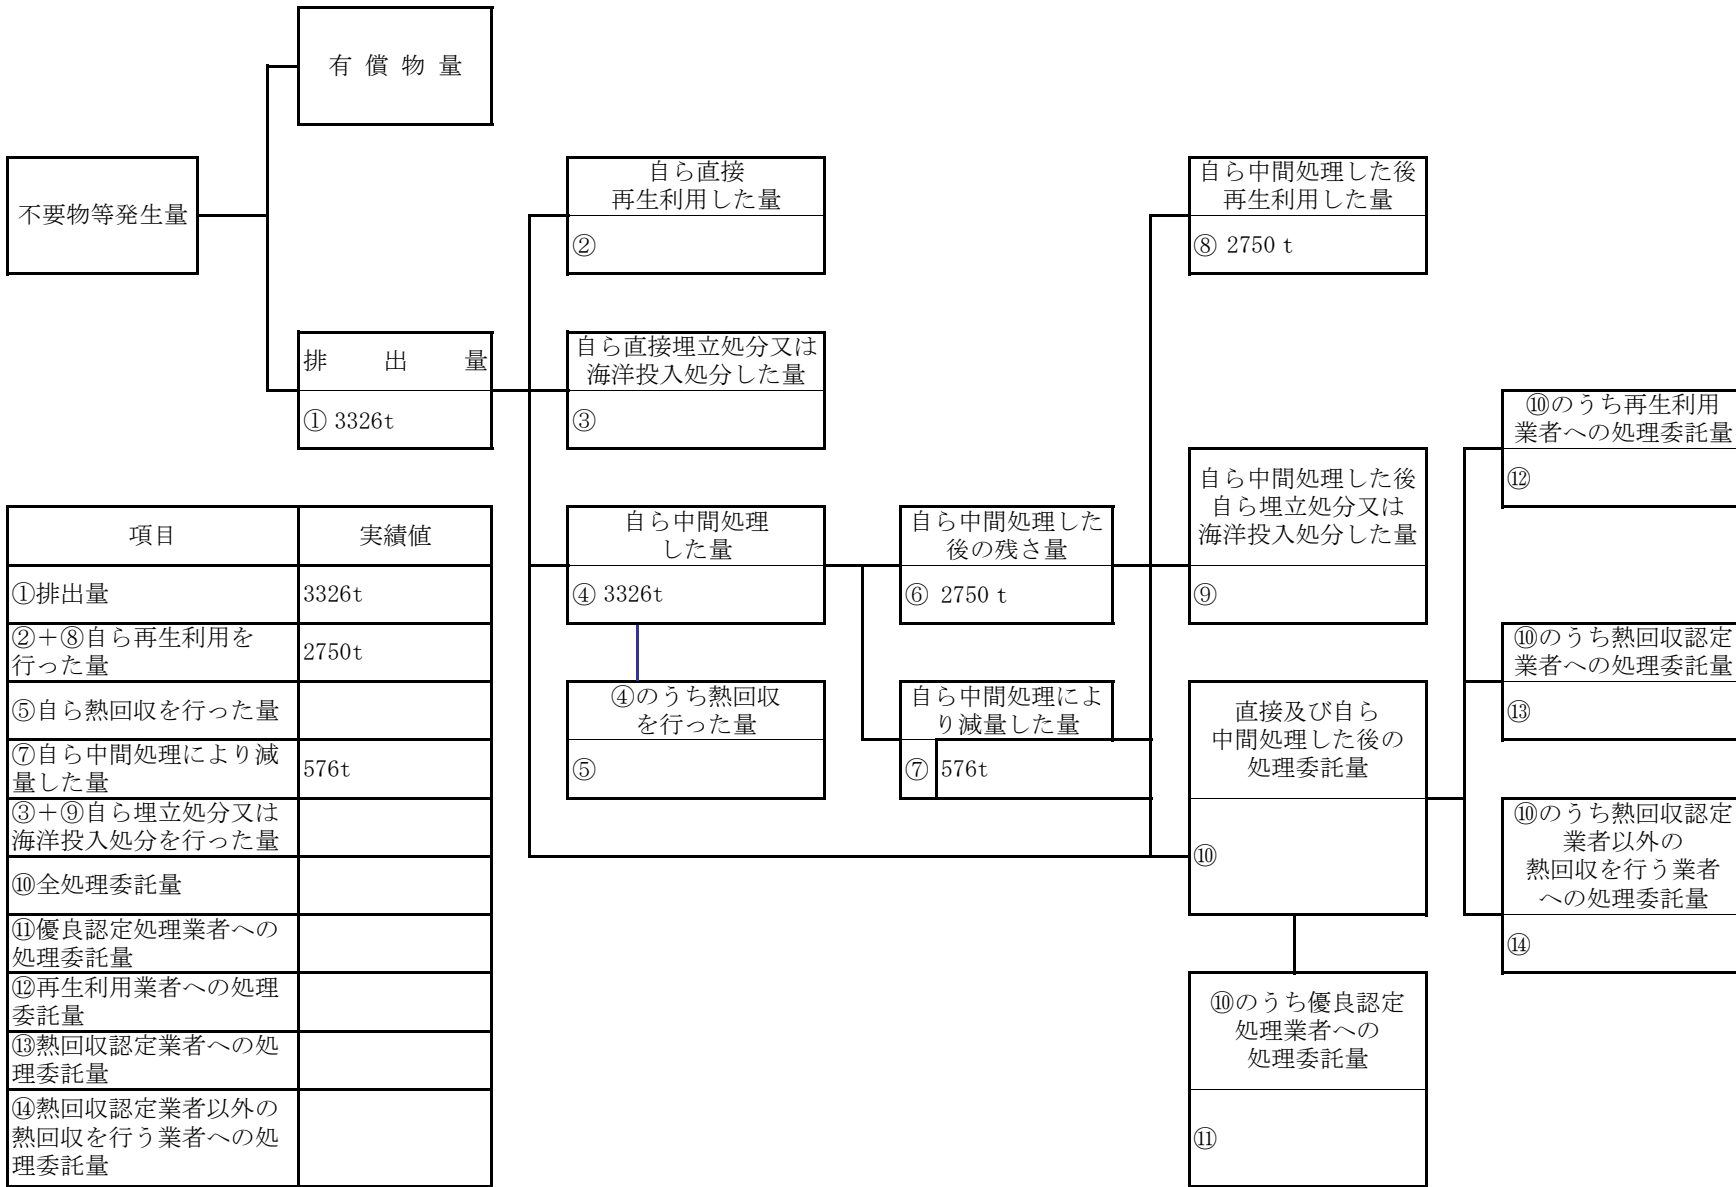 有 償 物 量
不要物等発生量
自ら直接
再生利用した量
②
自ら中間処理した後
再生利用した量
⑧ 2750 t
排 出 量
① 3326t
自ら直接埋立処分又は
海洋投入処分した量
③
⑩のうち再生利用
業者への処理委託量
⑫
自ら中間処理した後
自ら埋立処分又は
海洋投入処分した量
⑨
自ら中間処理
した量
④ 3326t
自ら中間処理した
後の残さ量
⑥ 2750 t
⑩のうち熱回収認定
業者への処理委託量
⑬
④のうち熱回収
を行った量
⑤
自ら中間処理によ
り減量した量
⑦ 576t
直接及び自ら
中間処理した後の
処理委託量
⑩
⑩のうち熱回収認定
業者以外の
熱回収を行う業者
への処理委託量
⑭
⑩のうち優良認定
処理業者への
処理委託量
⑪
項目 実績値
①排出量 3326t
②+⑧自ら再生利用を
行った量 2750t
⑤自ら熱回収を行った量
⑦自ら中間処理により減
量した量 576t
③+⑨自ら埋立処分又は
海洋投入処分を行った量
⑩全処理委託量
⑪優良認定処理業者への
処理委託量
⑫再生利用業者への処理
委託量
⑬熱回収認定業者への処
理委託量
⑭熱回収認定業者以外の
熱回収を行う業者への処
理委託量